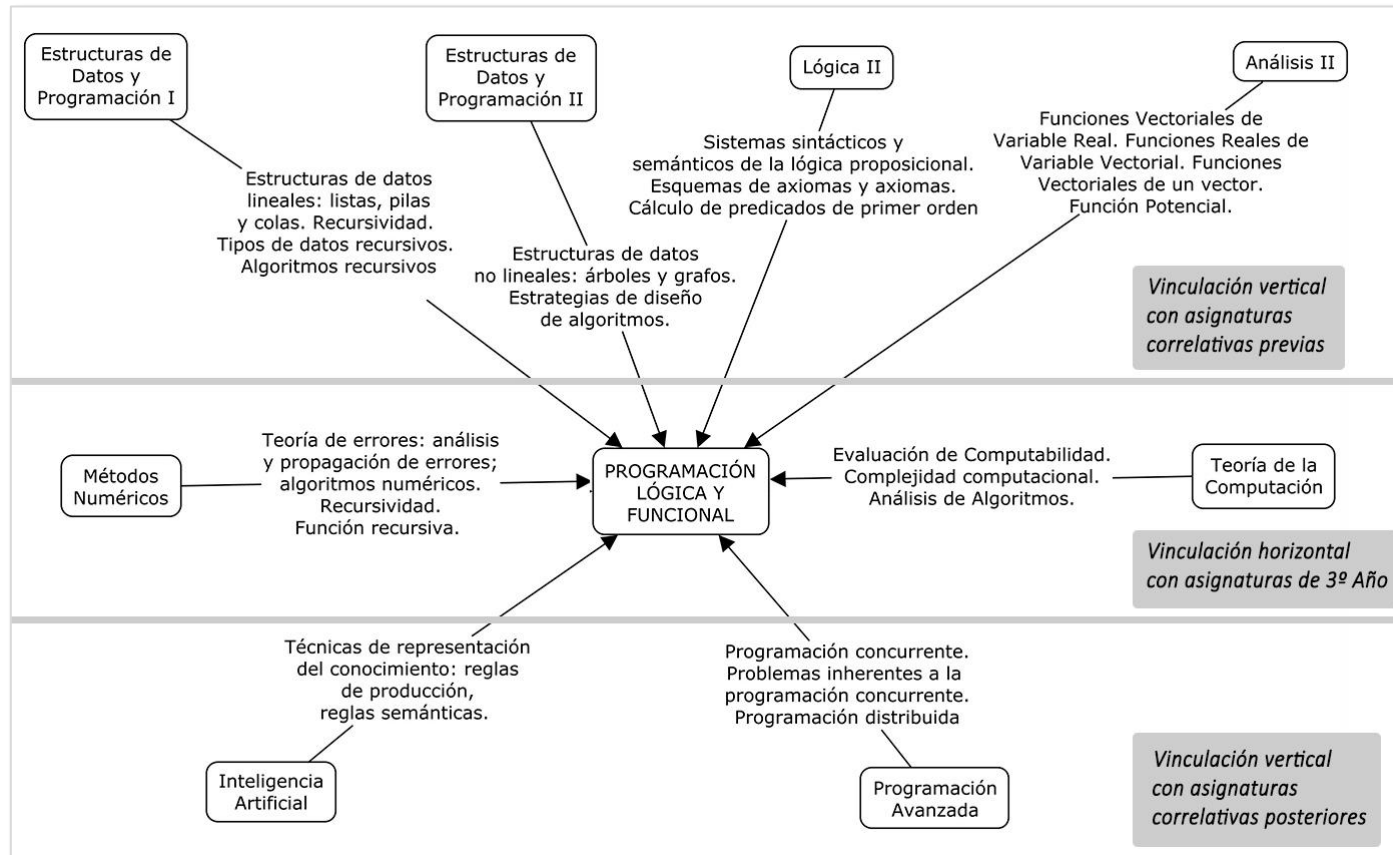 Estructuras de
Datos y
Programación I
Estructuras de
Datos y
Programación II
Lógica II
Análisis II
Estructuras de datos
lineales: listas, pilas
y colas. Recursividad.
Tipos de datos recursivos.
Algoritmos recursivos
Estructuras de datos
no lineales: árboles y grafos.
Estrategias de diseño
de algoritmos.
Sistemas sintácticos y
semánticos de la lógica proposicional.
Esquemas de axiomas y axiomas.
Cálculo de predicados de primer orden
Funciones Vectoriales de
Variable Real. Funciones Reales de
Variable Vectorial. Funciones
Vectoriales de un vector.
Función Potencial.
Vinculación vertical
con asignaturas
correlativas previas
Métodos
Numéricos
Teoría de errores: análisis
y propagación de errores;
algoritmos numéricos.
Recursividad.
Función recursiva.
PROGRAMACIÓN
LÓGICA Y
FUNCIONAL
Evaluación de Computabilidad.
Complejidad computacional.
Análisis de Algoritmos.
Teoría de la
Computación
Vinculación horizontal
con asignaturas de 3º Año
Técnicas de representación
del conocimiento: reglas
de producción,
reglas semánticas.
Inteligencia
Artificial
Programación concurrente.
Problemas inherentes a la
programación concurrente.
Programación distribuida
Programación
Avanzada
Vinculación vertical
con asignaturas
correlativas posteriores